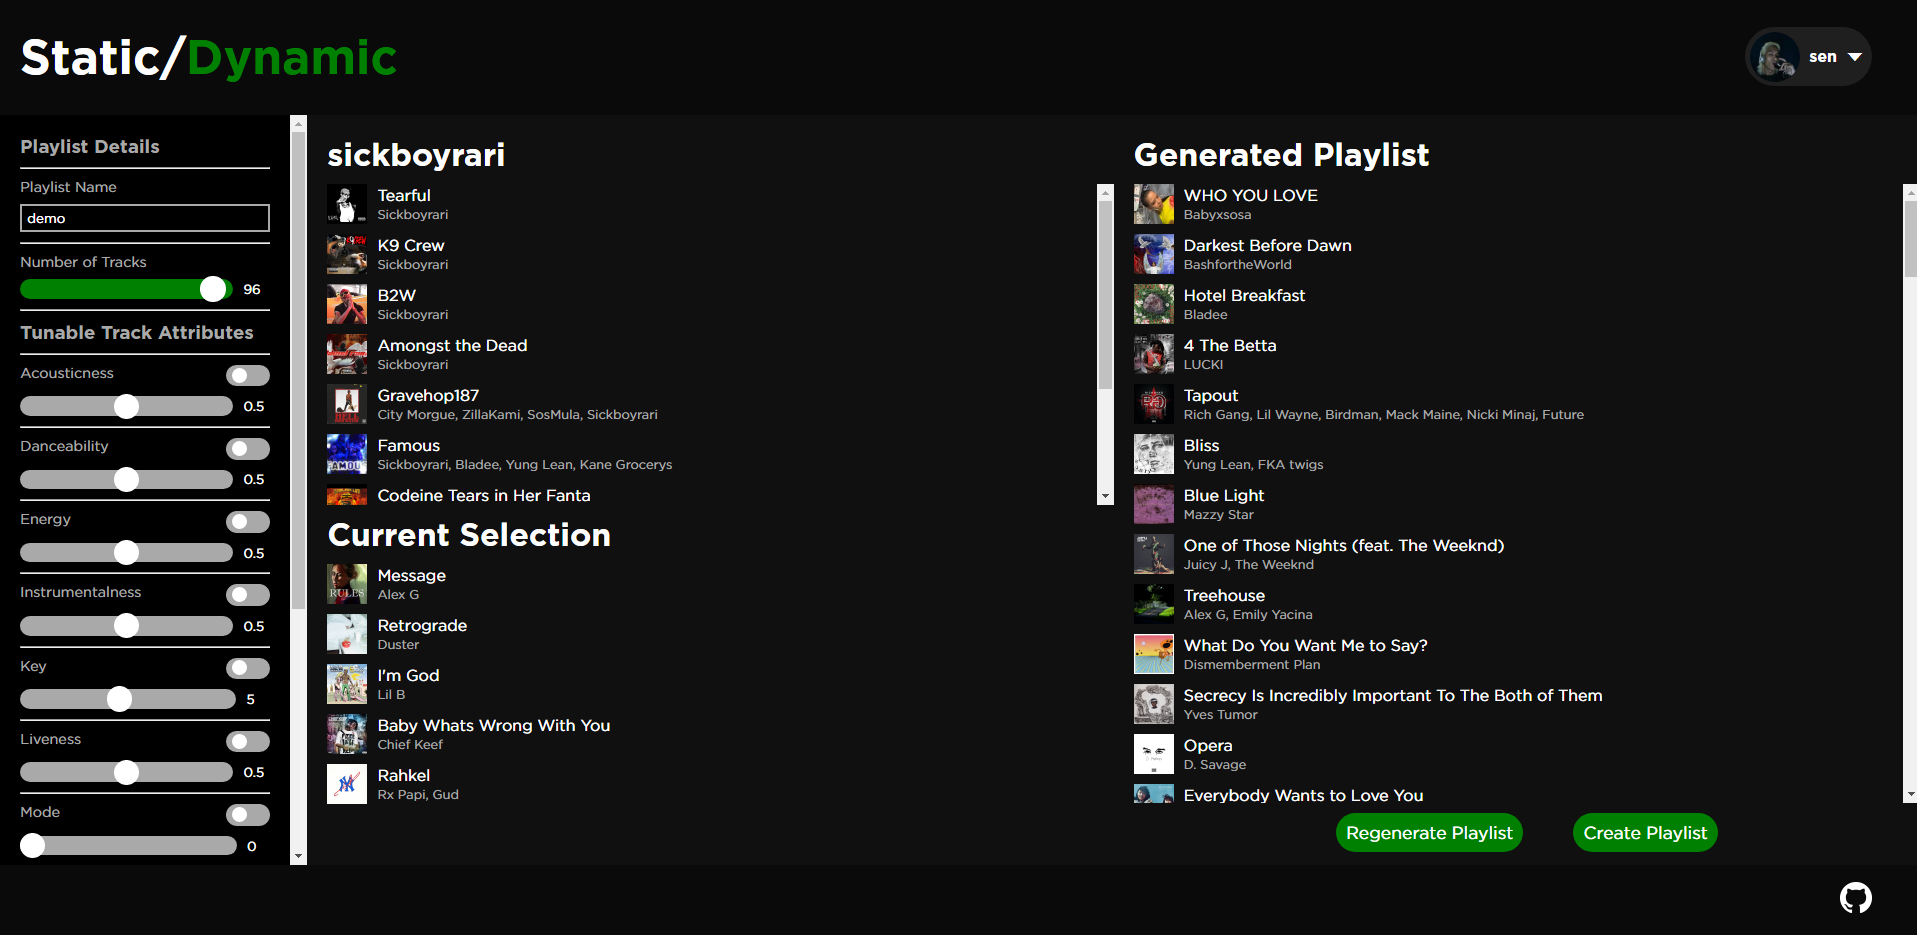 Static/Dynamic
sen
Playlist Details
Playlist Name
demo
Number of Tracks
96
Tunable Track Attributes
Acousticness
0.5
Danceability
0.5
Energy
0.5
Instrumentalness
0.5
Key
5
Liveness
0.5
Mode
0
sickboyrari
Tearful
Sickboyrari
K9 Crew
Sickboyrari
B2W
Sickboyrari
Amongst the Dead
Sickboyrari
Gravehop187
City Morgue, ZillaKami, SosMula, Sickboyrari
Famous
Sickboyrari, Bladee, Yung Lean, Kane Grocerys
Codeine Tears in Her Fanta
Current Selection
RULES
Message
Alex G
Retrograde
Duster
I'm God
Lil B
Baby Whats Wrong With You
Chief Keef
Rahkel
Rx Papi, Gud
Generated Playlist
WHO YOU LOVE
Babyxsosa
Darkest Before Dawn
BashfortheWorld
Hotel Breakfast
Bladee
4 The Betta
LUCKI
Tapout
Rich Gang, Lil Wayne, Birdman, Mack Maine, Nicki Minaj, Future
Bliss
Yung Lean, FKA twigs
Blue Light
Mazzy Star
One of Those Nights (feat. The Weeknd)
Juicy J, The Weeknd
Treehouse
Alex G, Emily Yacina
What Do You Want Me to Say?
Dismemberment Plan
Secrecy Is Incredibly Important To The Both of Them
Yves Tumor
Opera
D. Savage
Everybody Wants to Love You
Regenerate Playlist
Create Playlist